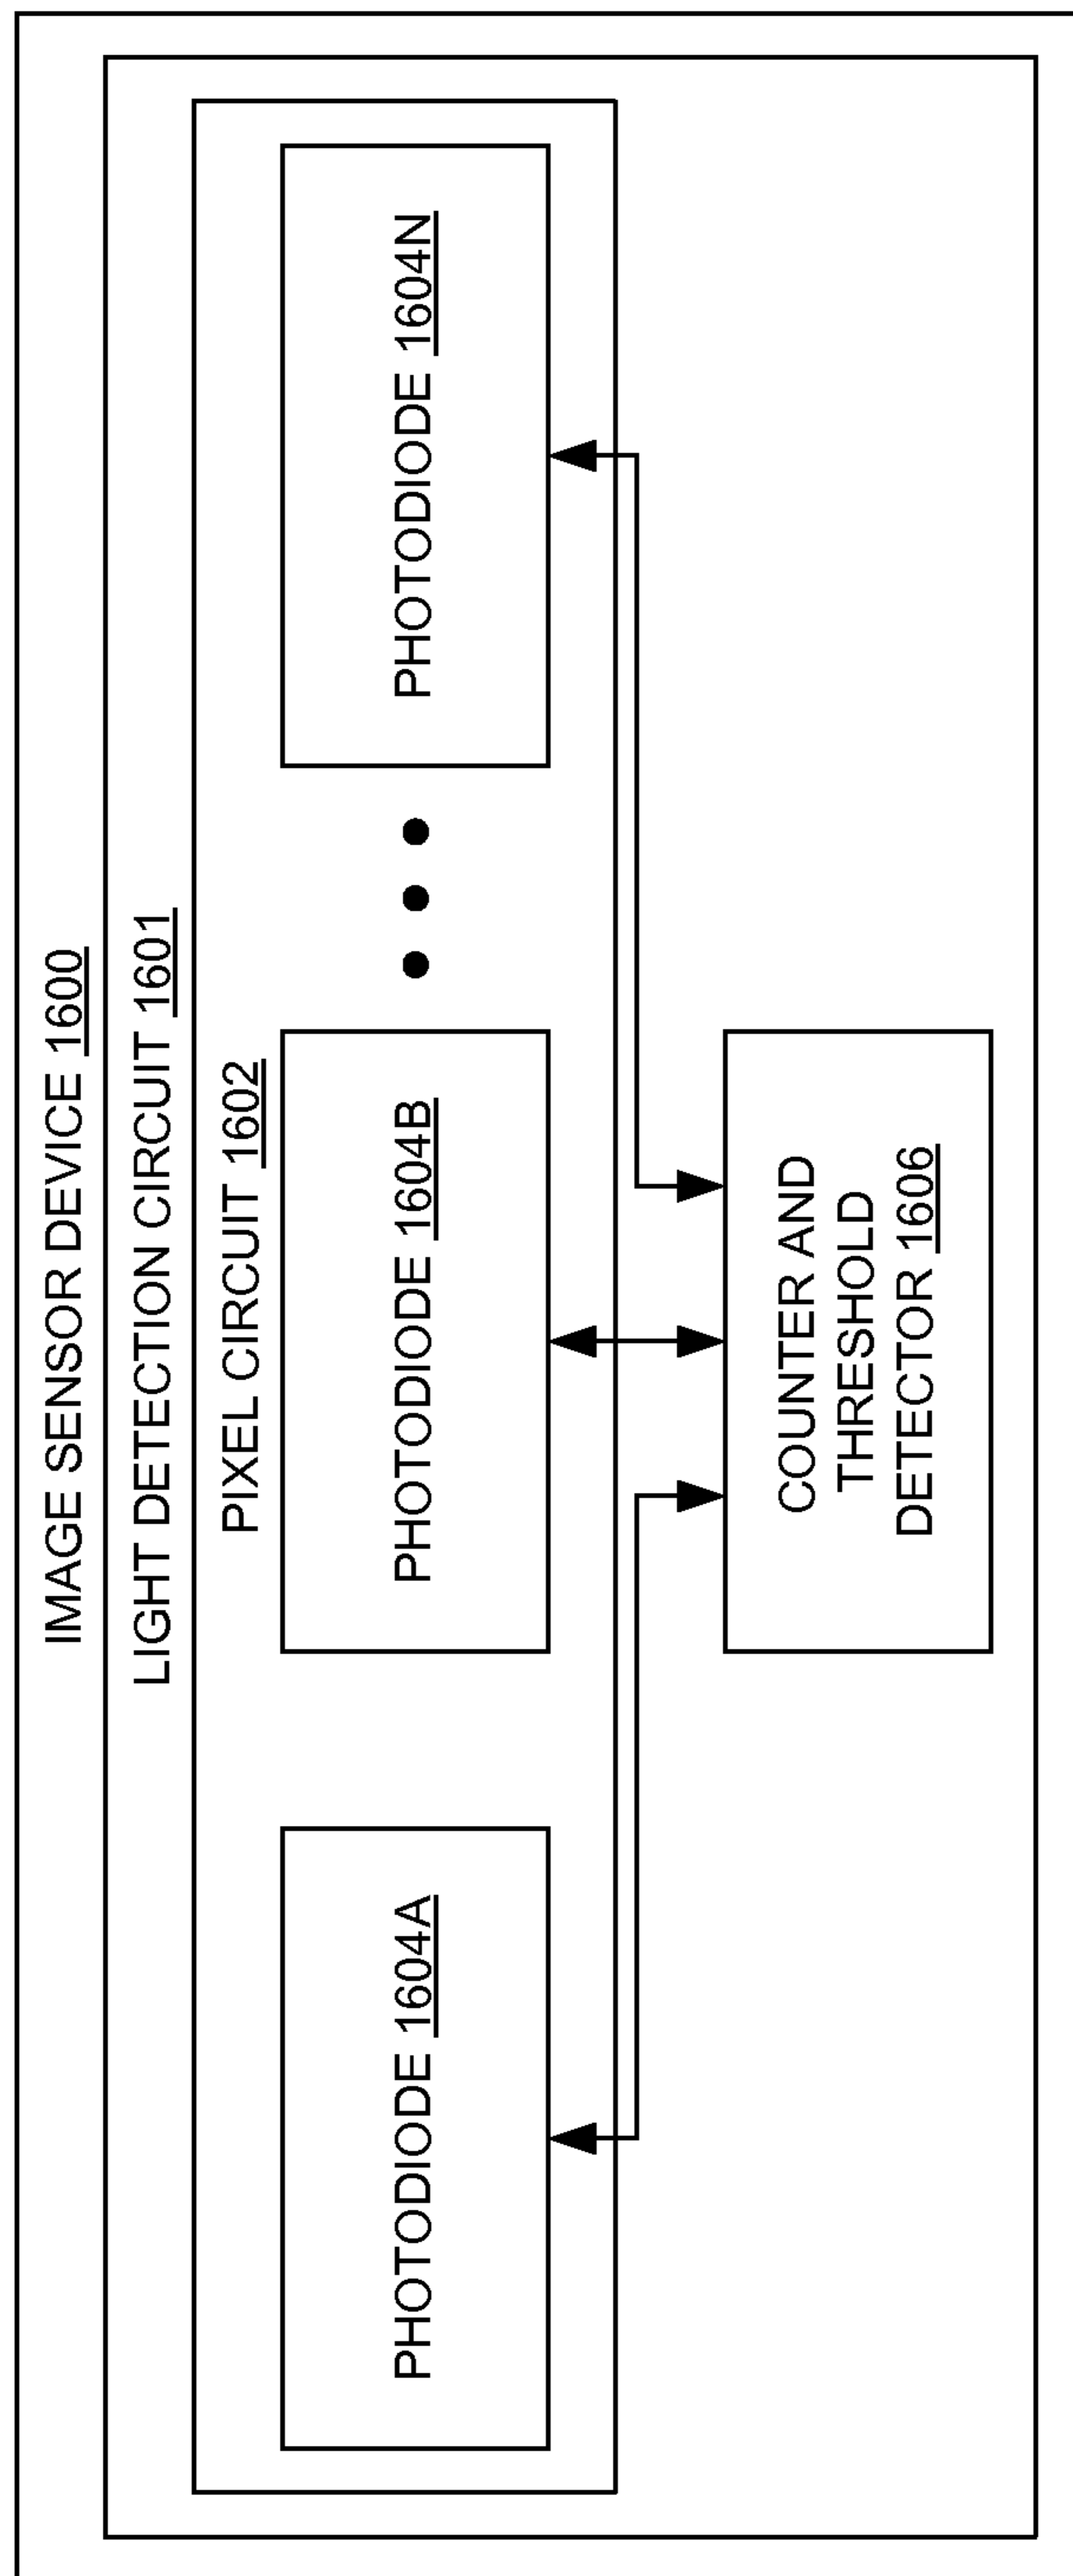 IMAGE SENSOR DEVICE 1600
LIGHT DETECTION CIRCUIT 1601
PIXEL CIRCUIT 1602
PHOTODIODE 1604A
PHOTODIODE 1604B
PHOTODIODE 1604N
COUNTER AND
THRESHOLD
DETECTOR 1606